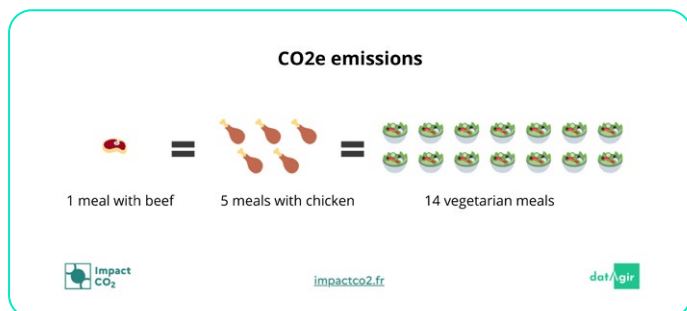 CO2e emissions
1 meal with beef
5 meals with chicken
14 vegetarian meals
Impact
CO₂
impactco2.fr
datAgir